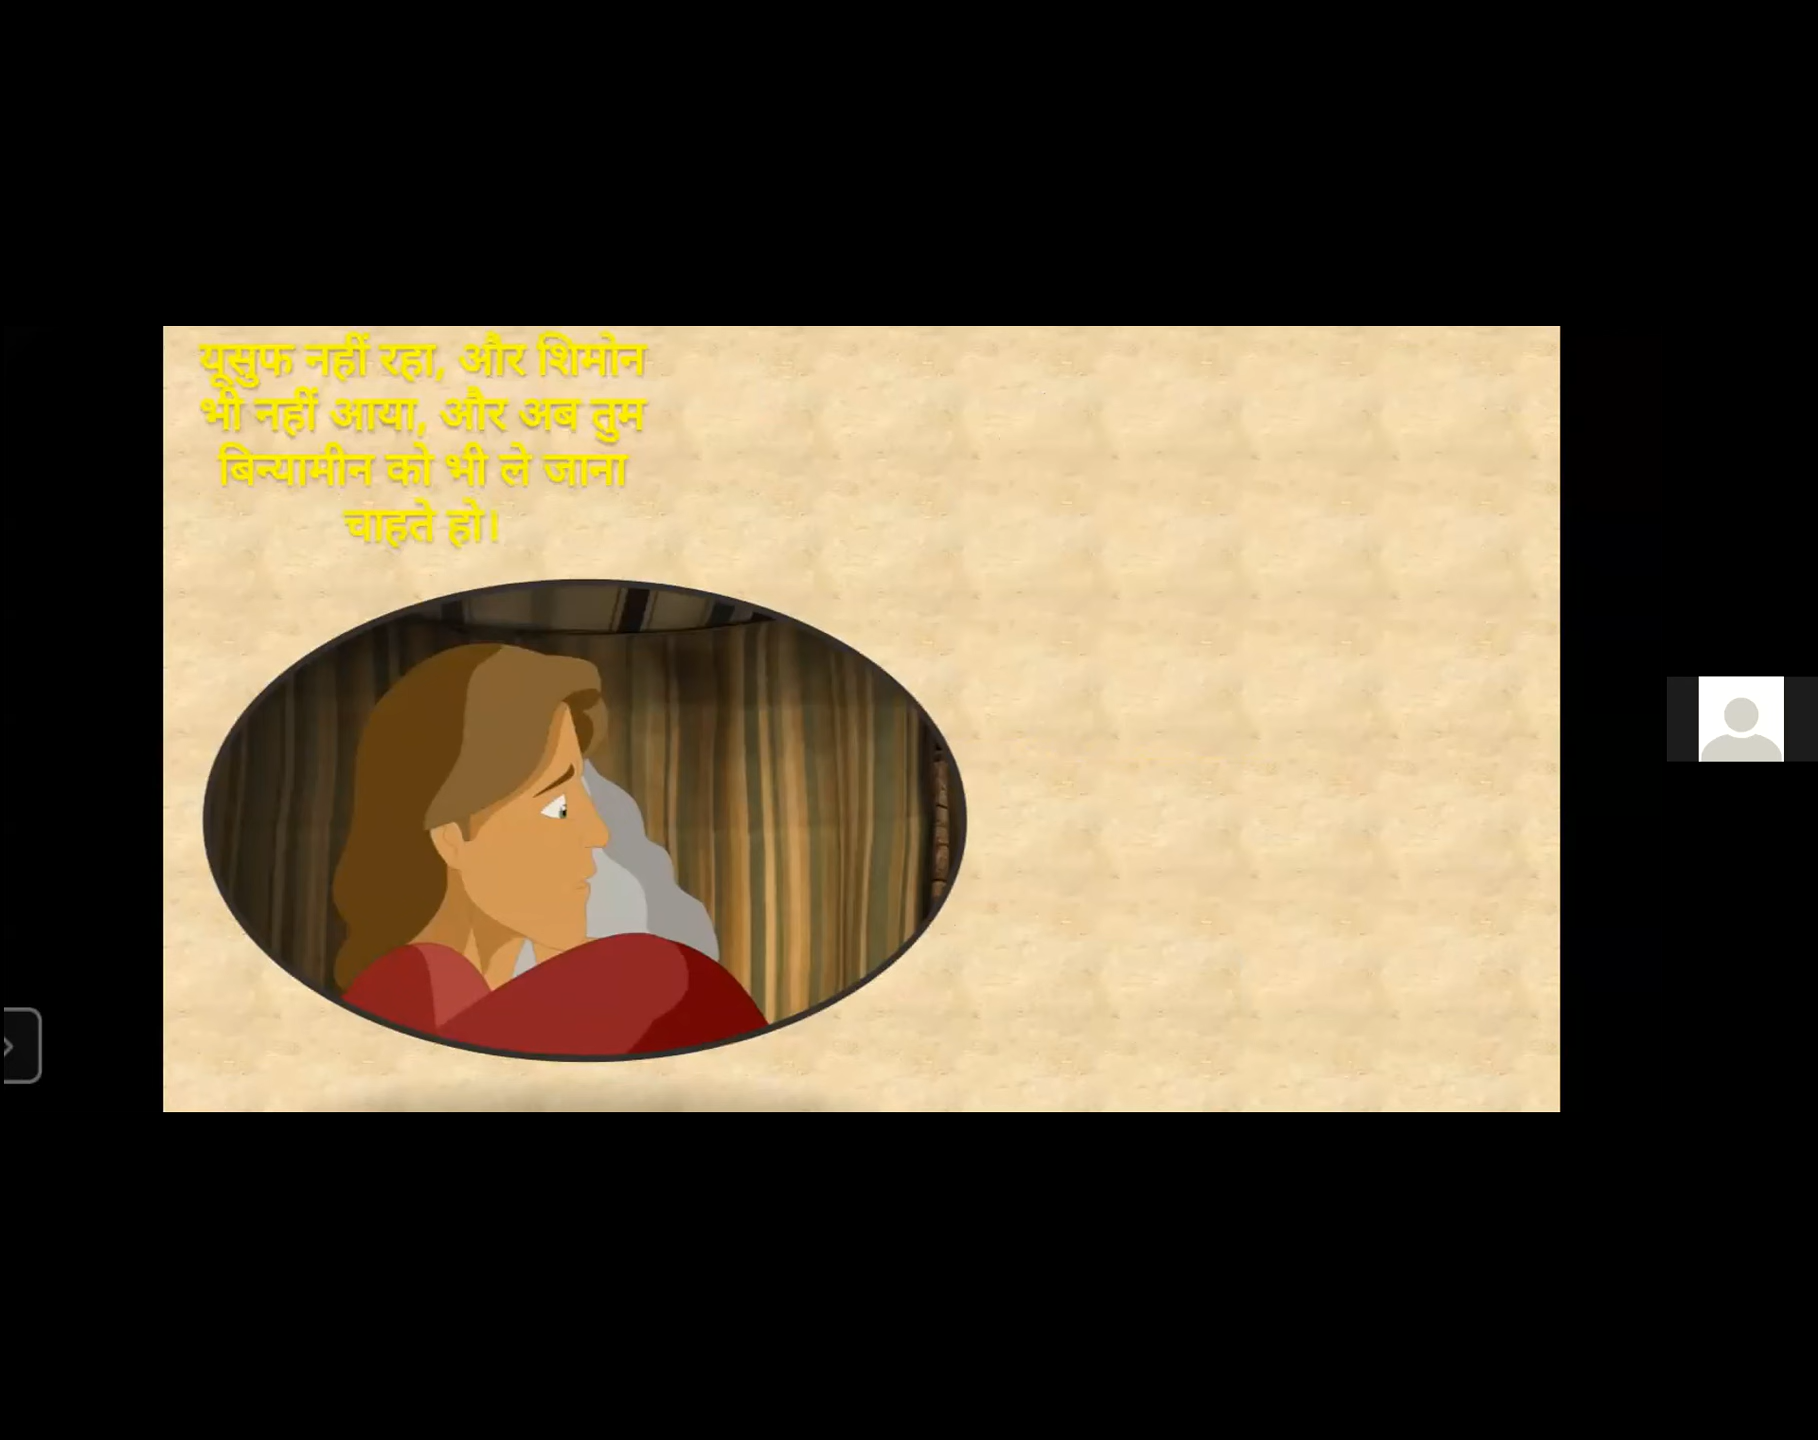 यूसुफ नहीं रहा, और शिमोन
भी नहीं आया, और अब तुम
बिन्यामीन को भी ले जाना
चाहते हो।